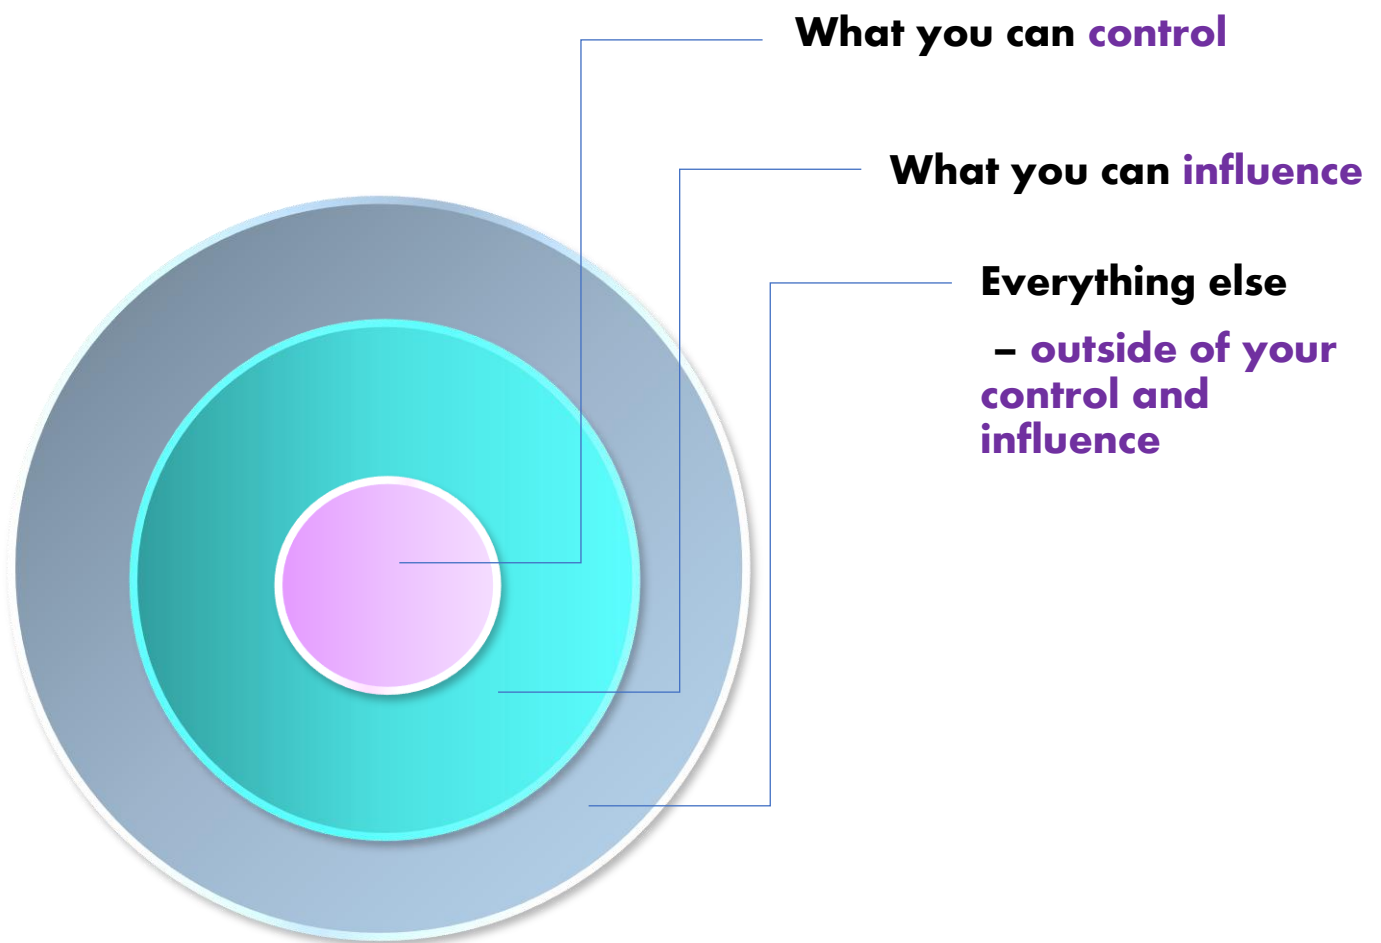 What you can control
What you can influence
Everything else
– outside of your
control and
influence